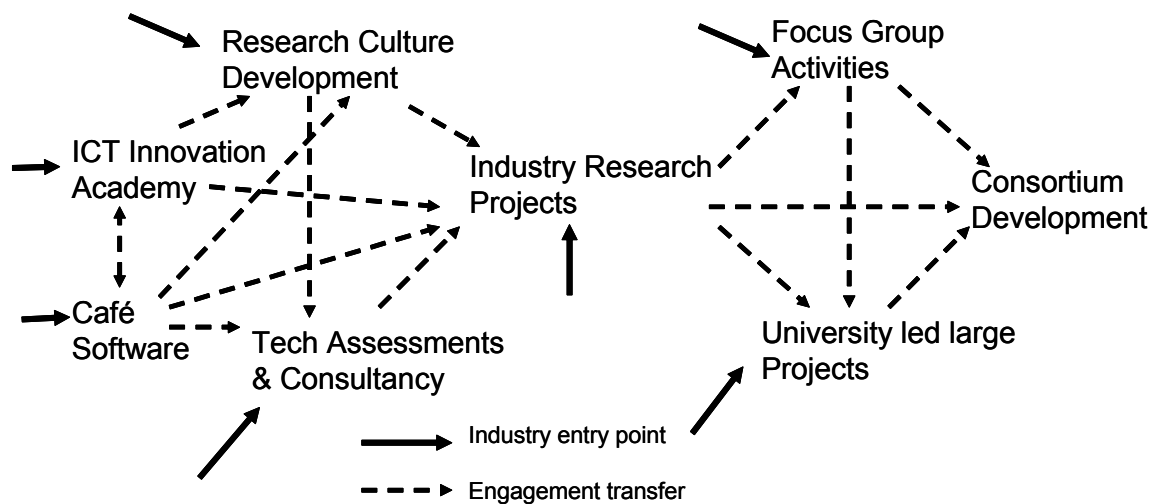 Research Culture
Development
Focus Group
Activities
ICT Innovation
Academy
Industry Research
Projects
Consortium
Development
Café
Software
Tech Assessments
& Consultancy
University led large
Projects
Industry entry point
Engagement transfer